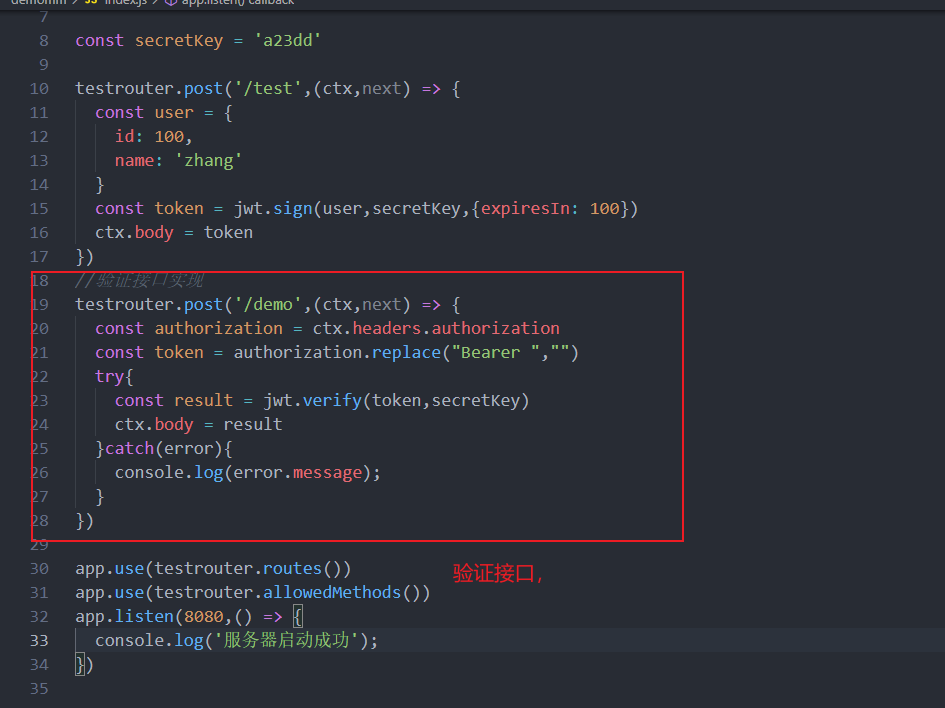 demomm > JS index.js > app.listen() callback
7
8 const secretKey = 'a23dd'
9
10 testrouter.post('/test',(ctx,next) => {
11 const user = {
12 id: 100,
13 name: 'zhang'
14 }
15 const token = jwt.sign(user,secretKey,{expiresIn: 100})
16 ctx.body = token
17 })
18 //验证接口实现
19 testrouter.post('/demo',(ctx,next) => {
20 const authorization = ctx.headers.authorization
21 const token = authorization.replace("Bearer ","")
22 try{
23 const result = jwt.verify(token,secretKey)
24 ctx.body = result
25 }catch(error){
26 console.log(error.message);
27 }
28 })
29
30 app.use(testrouter.routes())
验证接口，
31 app.use(testrouter.allowedMethods())
32 app.listen(8080,() => {
33 console.log('服务器启动成功');
34 })
35